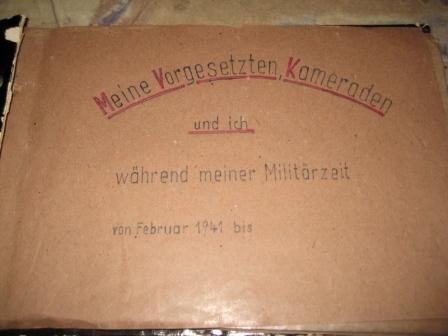 Meine Vorgesetzten, Kameraden
und ich
während meiner Militärzeit
von Februar 1941 bis